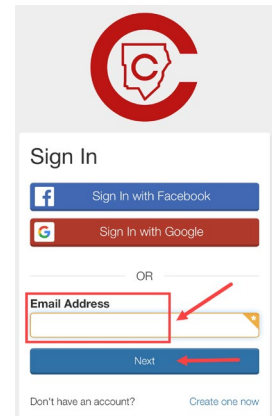 C
Sign In
f Sign In with Facebook
G Sign In with Google
OR
Email Address
Next
Don't have an account? Create one now